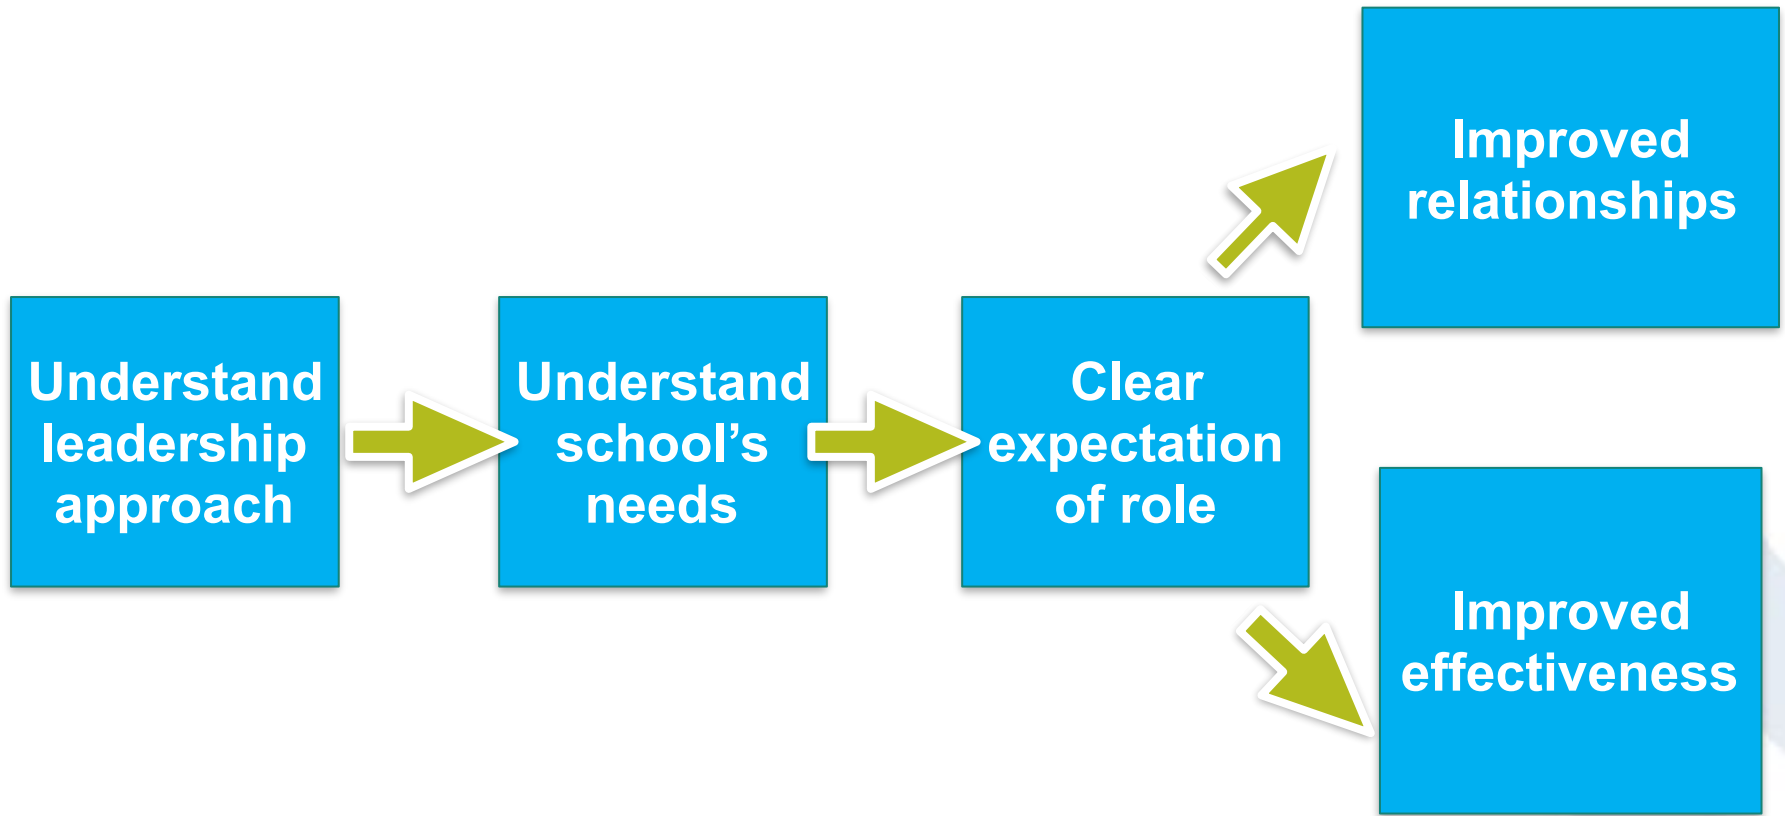 Understand
leadership
approach
Understand
school’s
needs
Clear
expectation
of role
Improved
relationships
Improved
effectiveness